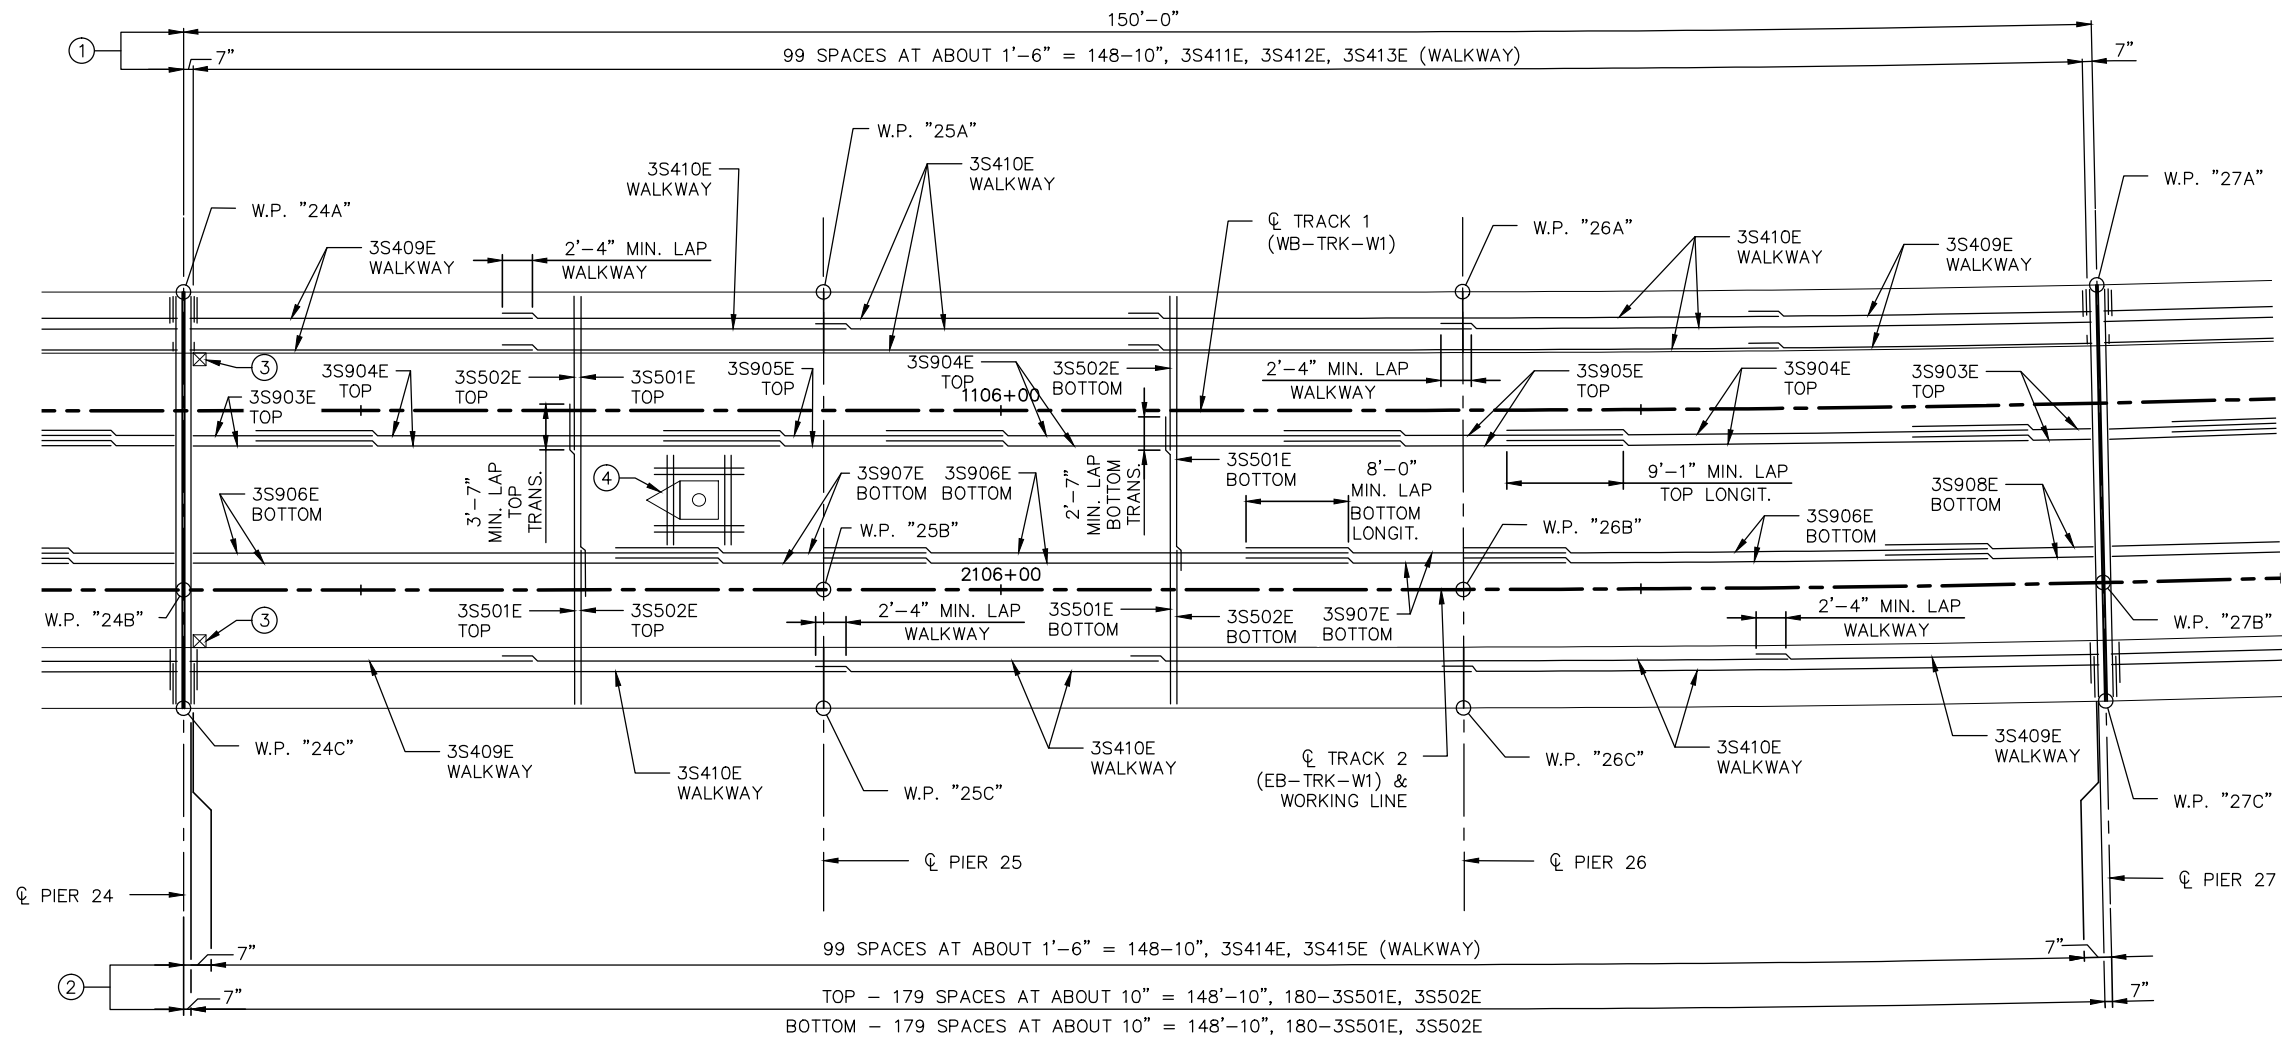 150'-0"
1
7"
99 SPACES AT ABOUT 1'-6" = 148-10", 3S411E, 3S412E, 3S413E (WALKWAY)
7"
W.P. "25A"
3S410E
WALKWAY
3S410E
WALKWAY
W.P. "27A"
W.P. "24A"
℄ TRACK 1
(WB-TRK-W1)
W.P. "26A"
3S409E
WALKWAY
2'-4" MIN. LAP
WALKWAY
3S410E
WALKWAY
3S409E
WALKWAY
3
3S903E
TOP
3S904E
TOP
3S502E
TOP
3S501E
TOP
3S905E
TOP
3S904E
TOP
3S502E
BOTTOM
2'-4" MIN. LAP
WALKWAY
3S905E
TOP
3S904E
TOP
3S903E
TOP
1106+00
3S906E
BOTTOM
3'-7"
MIN. LAP
TOP
TRANS.
4
3S907E
BOTTOM
3S906E
BOTTOM
2'-7"
MIN. LAP
BOTTOM
TRANS.
3S501E
BOTTOM
8'-0"
MIN. LAP
BOTTOM
LONGIT.
9'-1" MIN. LAP
TOP LONGIT.
3S908E
BOTTOM
W.P. "25B"
W.P. "26B"
3S906E
BOTTOM
2106+00
W.P. "24B"
3
3S501E
TOP
3S502E
TOP
2'-4" MIN. LAP
WALKWAY
3S501E
BOTTOM
3S502E
BOTTOM
3S907E
BOTTOM
2'-4" MIN. LAP
WALKWAY
W.P. "27B"
W.P. "24C"
3S409E
WALKWAY
3S410E
WALKWAY
W.P. "25C"
3S410E
WALKWAY
℄ TRACK 2
(EB-TRK-W1) &
WORKING LINE
W.P. "26C"
3S410E
WALKWAY
3S409E
WALKWAY
W.P. "27C"
℄ PIER 24
℄ PIER 25
℄ PIER 26
℄ PIER 27
7"
99 SPACES AT ABOUT 1'-6" = 148-10", 3S414E, 3S415E (WALKWAY)
7"
2
7"
TOP - 179 SPACES AT ABOUT 10" = 148'-10", 180-3S501E, 3S502E
7"
BOTTOM - 179 SPACES AT ABOUT 10" = 148'-10", 180-3S501E, 3S502E